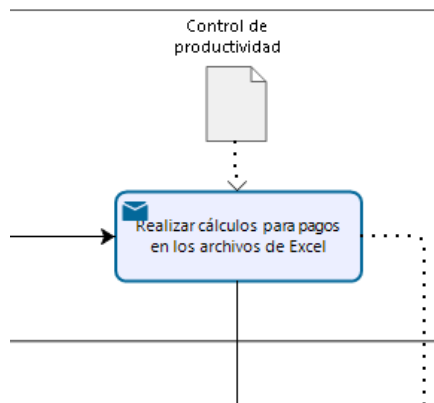 Control de
productividad
Realizar cálculos para pagos
en los archivos de Excel